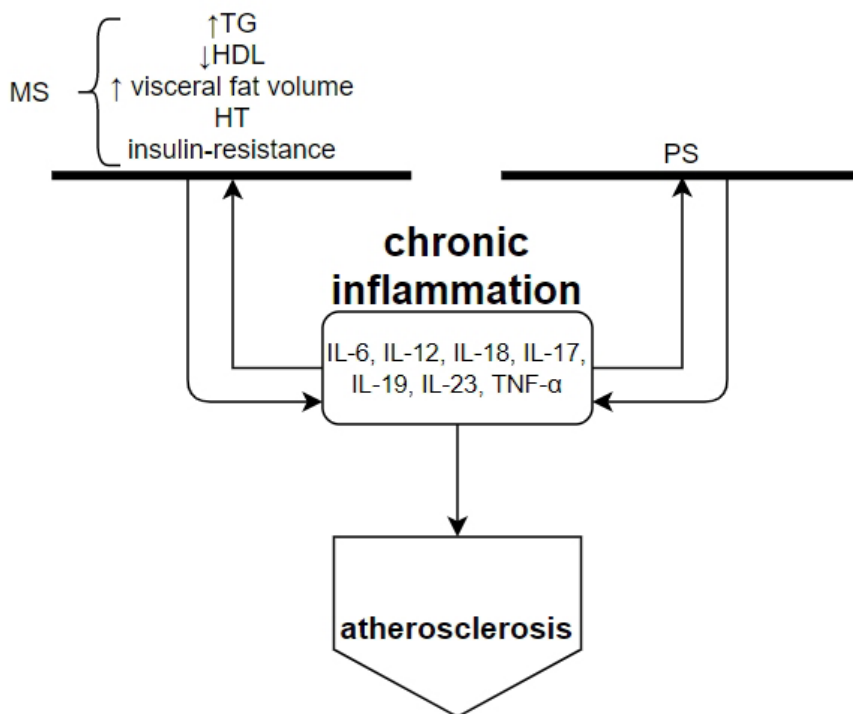 ↑TG
↓HDL
MS
↑ visceral fat volume
HT
insulin-resistance
PS
chronic
inflammation
IL-6, IL-12, IL-18, IL-17,
IL-19, IL-23, TNF-α
atherosclerosis